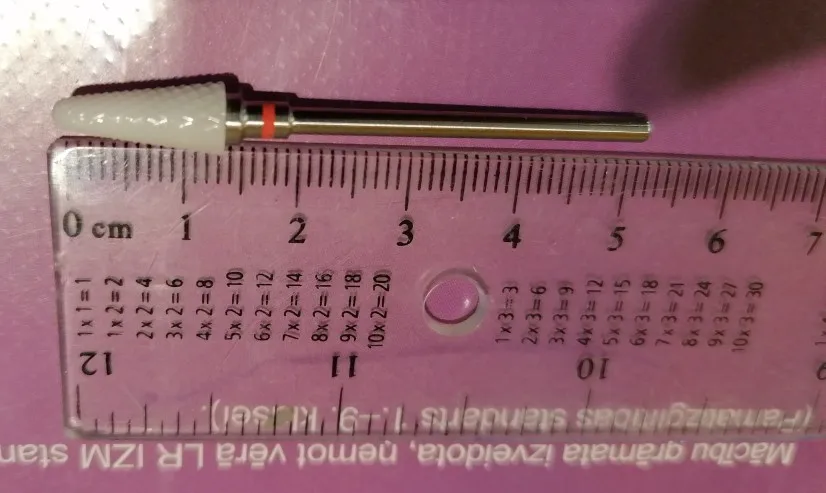 0 cm 1 2 3 4 5 6 7
1 x 1 = 1
1 x 2 = 2
2 x 2 = 4
3 x 2 = 6
4 x 2 = 8
5 x 2 = 10
6 x 2 = 12
7 x 2 = 14
8 x 2 = 16
9 x 2 = 18
10 x 2 = 20
1 x 3 = 3
2 x 3 = 6
3 x 3 = 9
4 x 3 = 12
5 x 3 = 15
6 x 3 = 18
7 x 3 = 21
8 x 3 = 24
9 x 3 = 27
10 x 3 = 30
12 11 10 9
Mācību grāmata izveidota, ņemot vērā LR IZM stan
(Pamatizglītības standarts 1.–9. klasei).